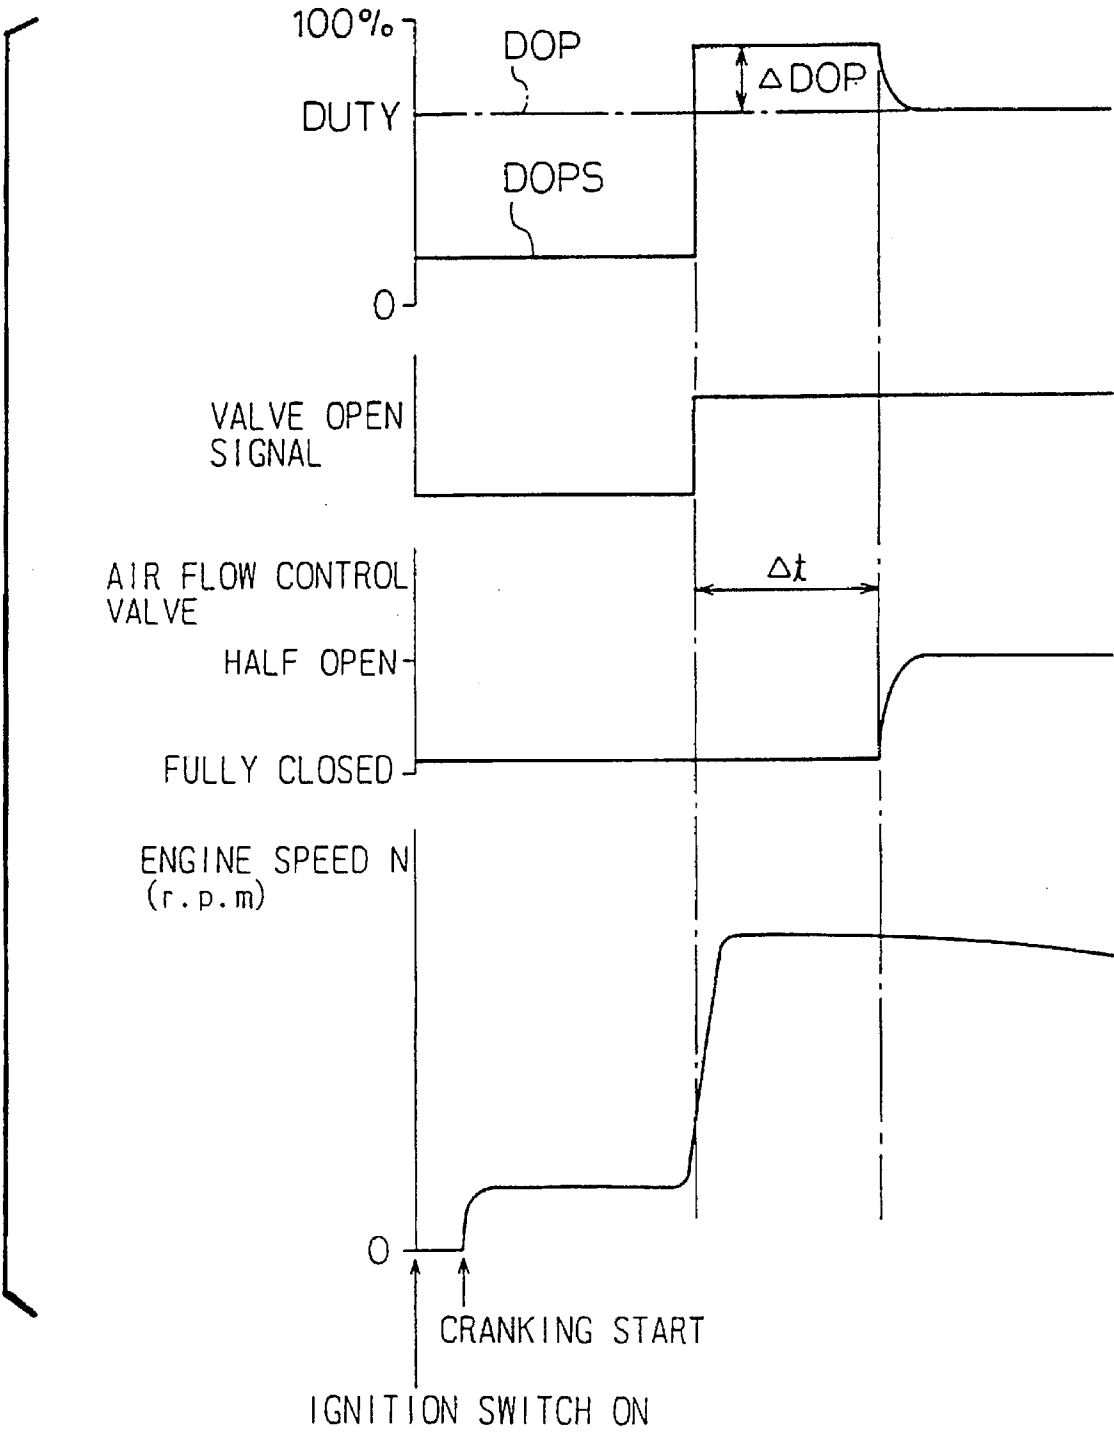 100%
DOP
Δ DOP
DUTY
DOPS
0
VALVE OPEN
SIGNAL
AIR FLOW CONTROL
VALVE
Δt
HALF OPEN
FULLY CLOSED
ENGINE SPEED N
(r.p.m)
0
CRANKING START
IGNITION SWITCH ON